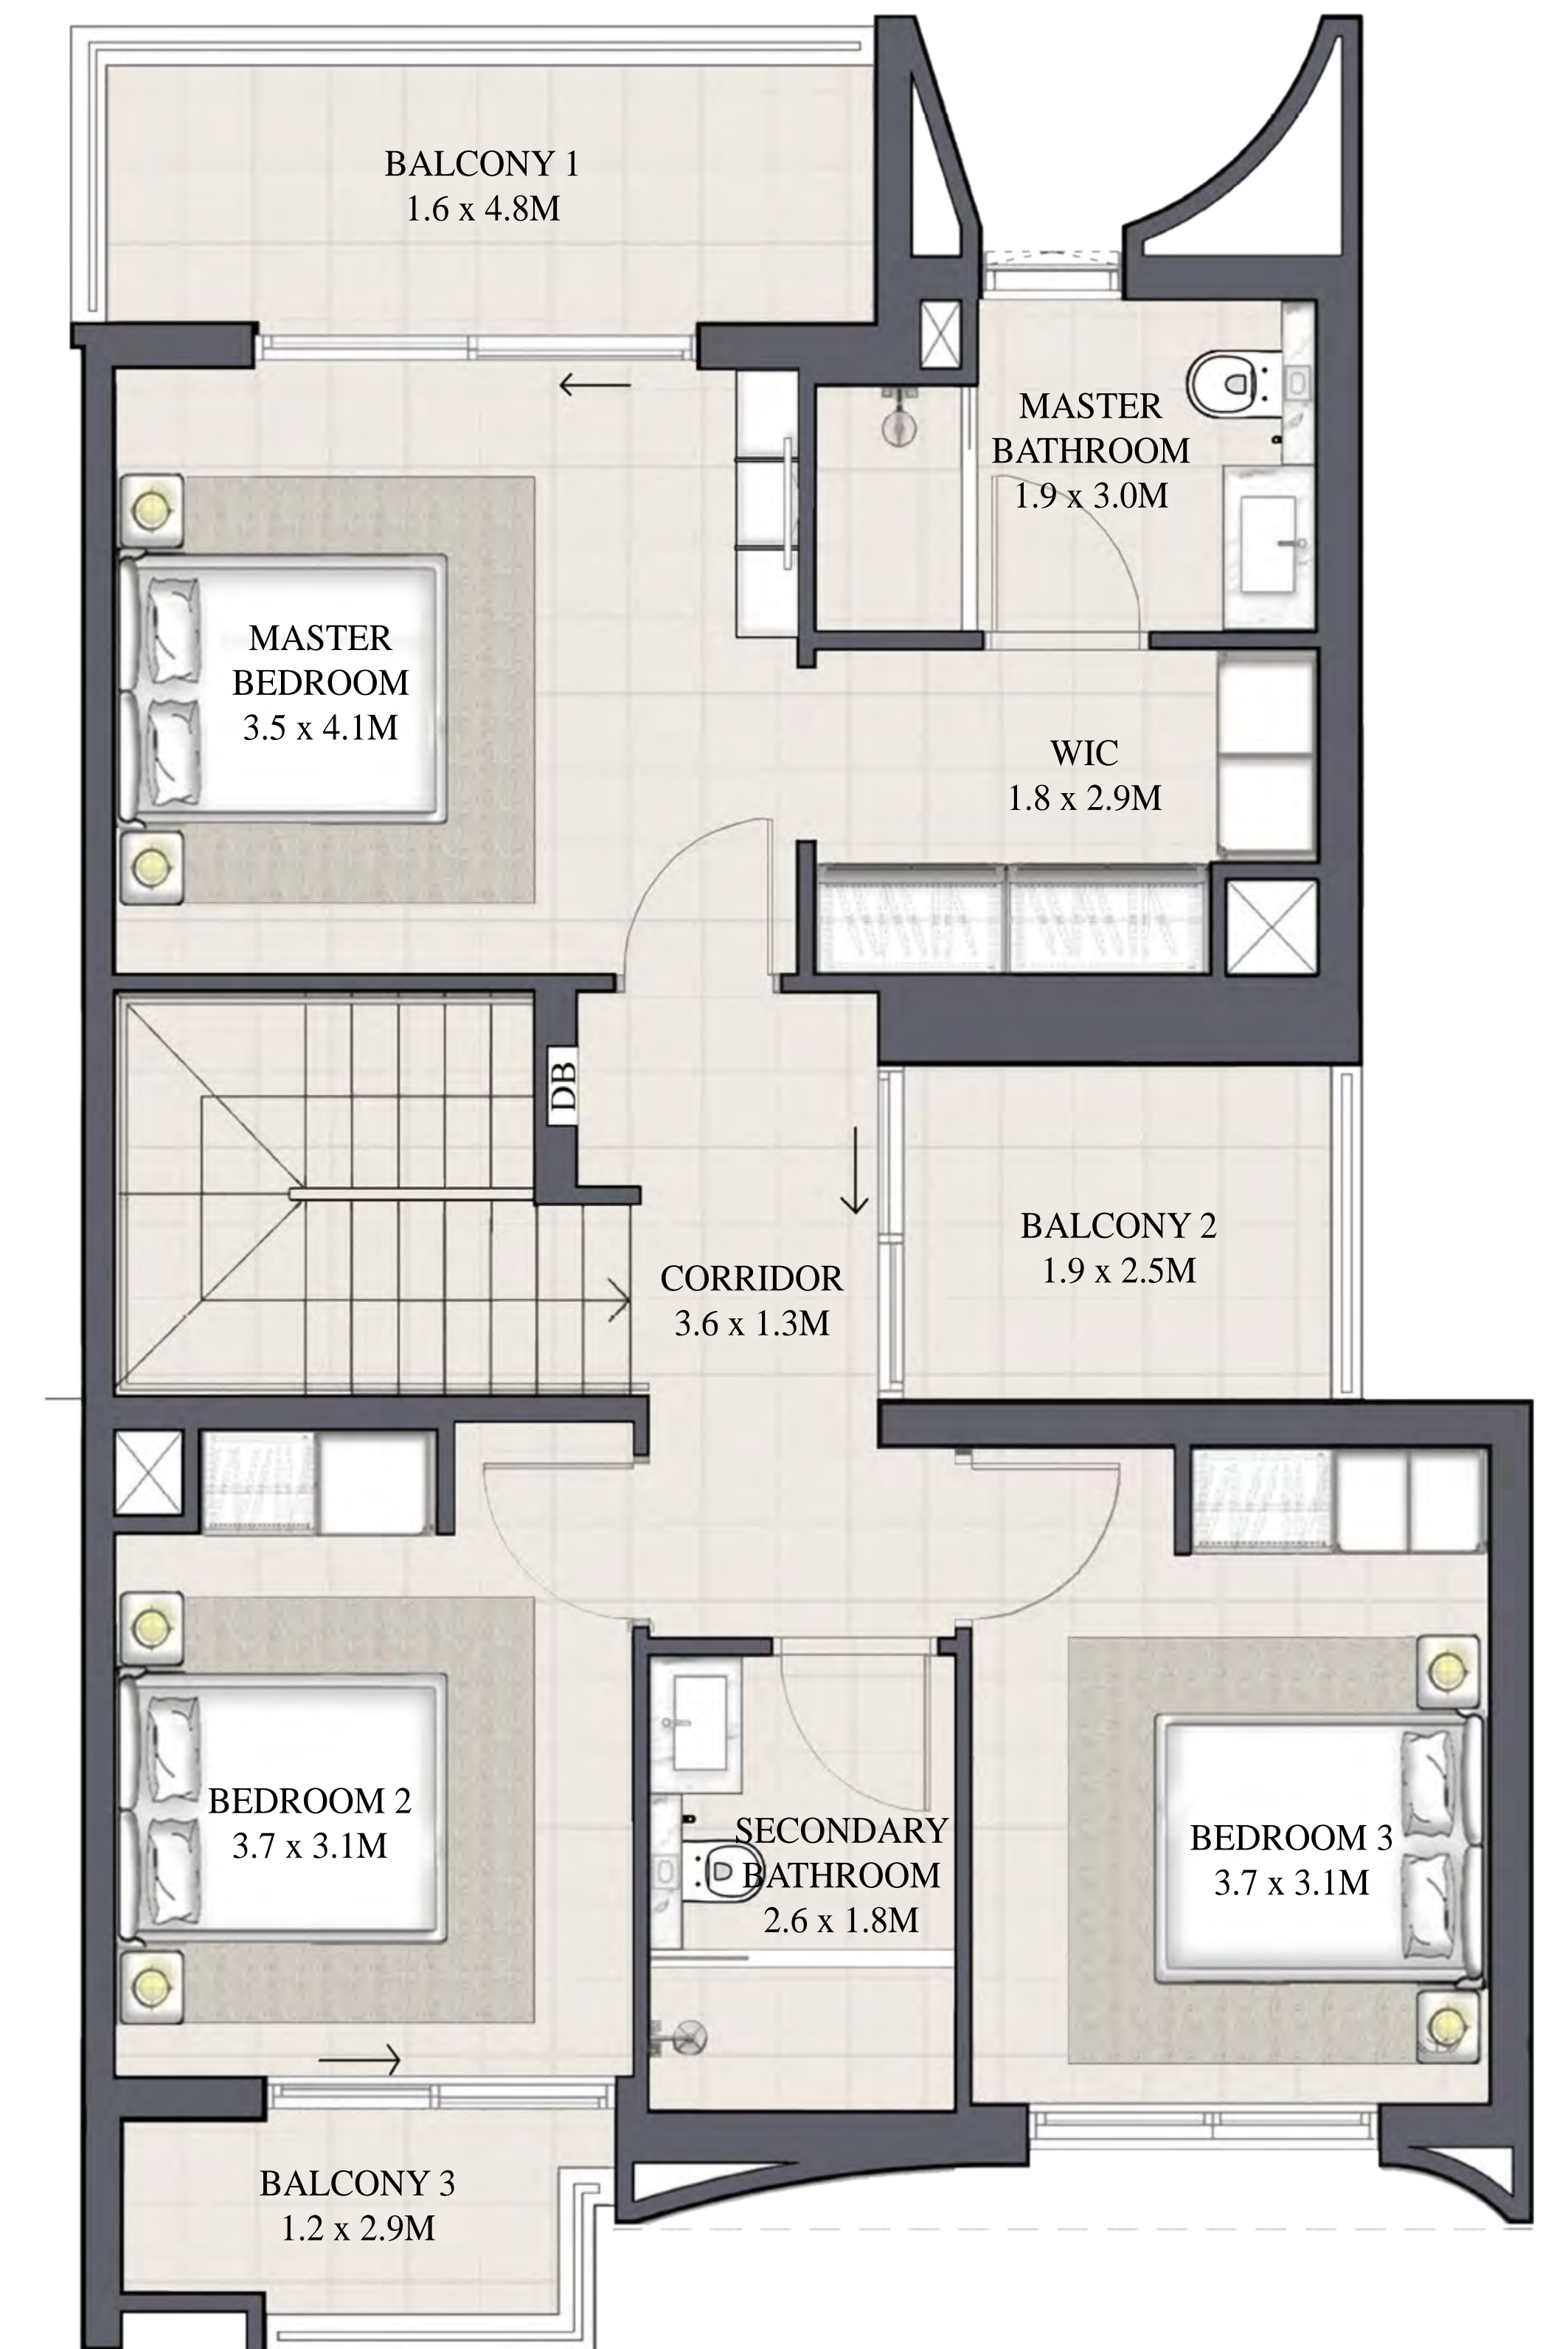 BALCONY 1
1.6 x 4.8M
MASTER
BATHROOM
1.9 x 3.0M
MASTER
BEDROOM
3.5 x 4.1M
WIC
1.8 x 2.9M
DB
BALCONY 2
1.9 x 2.5M
CORRIDOR
3.6 x 1.3M
BEDROOM 2
3.7 x 3.1M
SECONDARY
BATHROOM
2.6 x 1.8M
BEDROOM 3
3.7 x 3.1M
BALCONY 3
1.2 x 2.9M